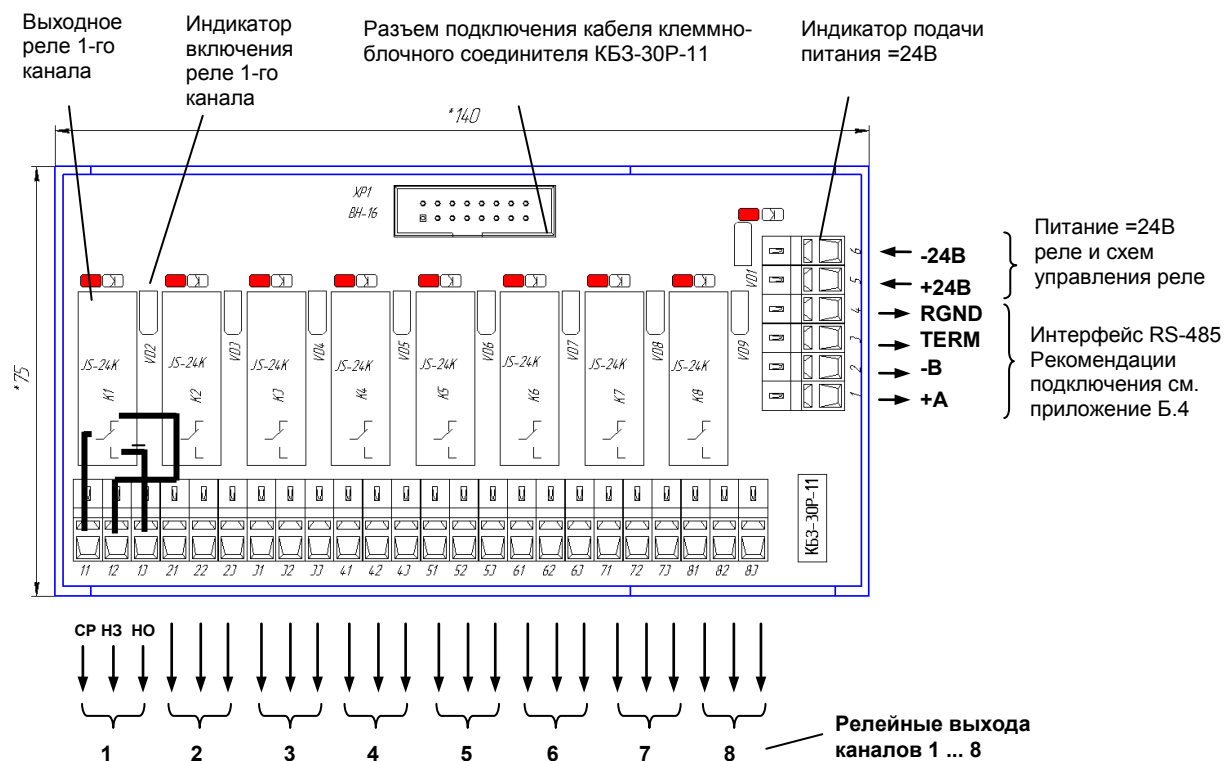 Выходное
реле 1-го
канала
Индикатор
включения
реле 1-го
канала
Разъем подключения кабеля клеммно-
блочного соединителя КБЗ-30Р-11
Индикатор подачи
питания =24В
*140
*75
XP1
BH-16
VD1
6
5
4
3
2
1
-24В
+24В
RGND
TERM
-B
+A
Питание =24В
реле и схем
управления реле
Интерфейс RS-485
Рекомендации
подключения см.
приложение Б.4
JS-24K
K1
VD2
JS-24K
K2
VD3
JS-24K
K3
VD4
JS-24K
K4
VD5
JS-24K
K5
VD6
JS-24K
K6
VD7
JS-24K
K7
VD8
JS-24K
K8
VD9
КБЗ-30Р-11
11 12 13 21 22 23 31 32 33 41 42 43 51 52 53 61 62 63 71 72 73 81 82 83
СР НЗ НО
1 2 3 4 5 6 7 8
Релейные выхода
каналов 1 ... 8